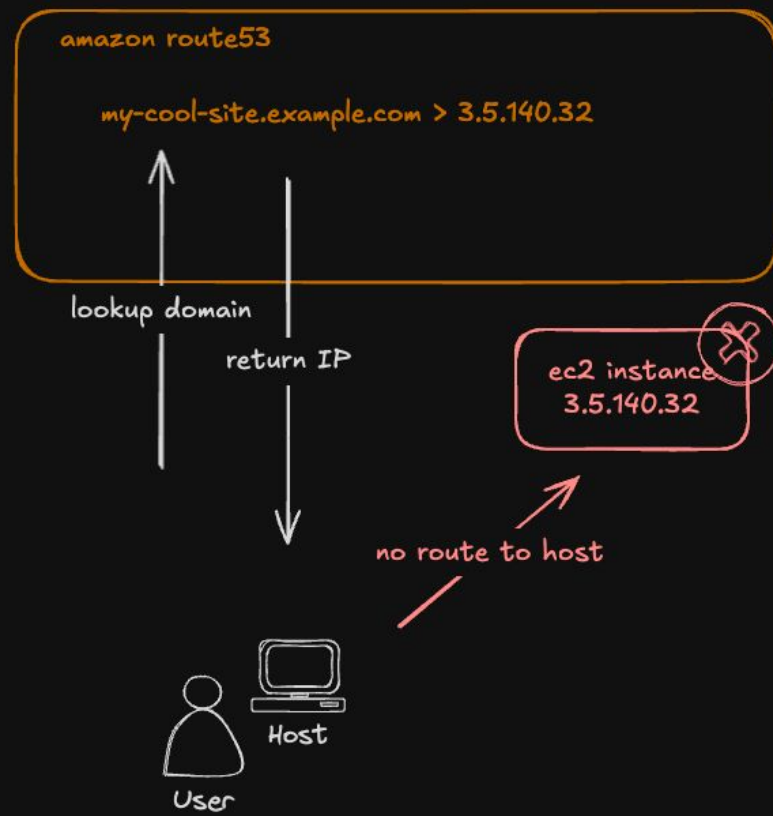 amazon route53
my-cool-site.example.com > 3.5.140.32
lookup domain
return IP
ec2 instance
3.5.140.32
no route to host
Host
User